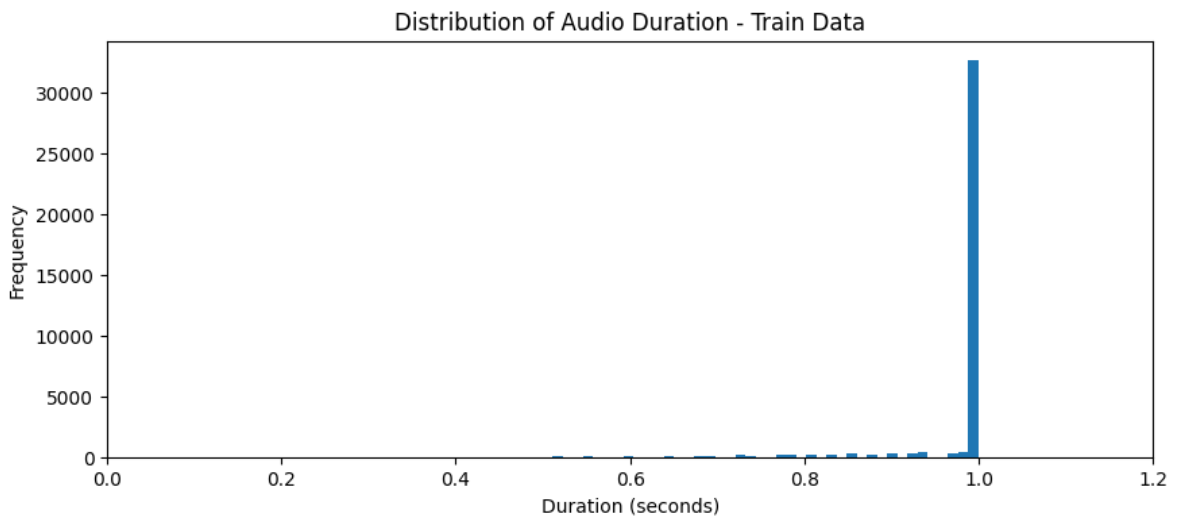 Distribution of Audio Duration - Train Data
Frequency
30000
25000
20000
15000
10000
5000
0
0.0 0.2 0.4 0.6 0.8 1.0 1.2
Duration (seconds)